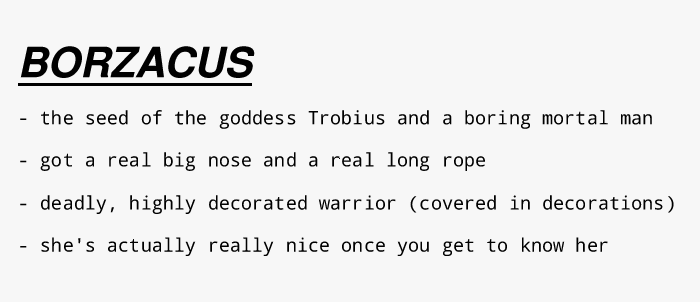 BORZACUS
- the seed of the goddess Trobius and a boring mortal man
- got a real big nose and a real long rope
- deadly, highly decorated warrior (covered in decorations)
- she's actually really nice once you get to know her